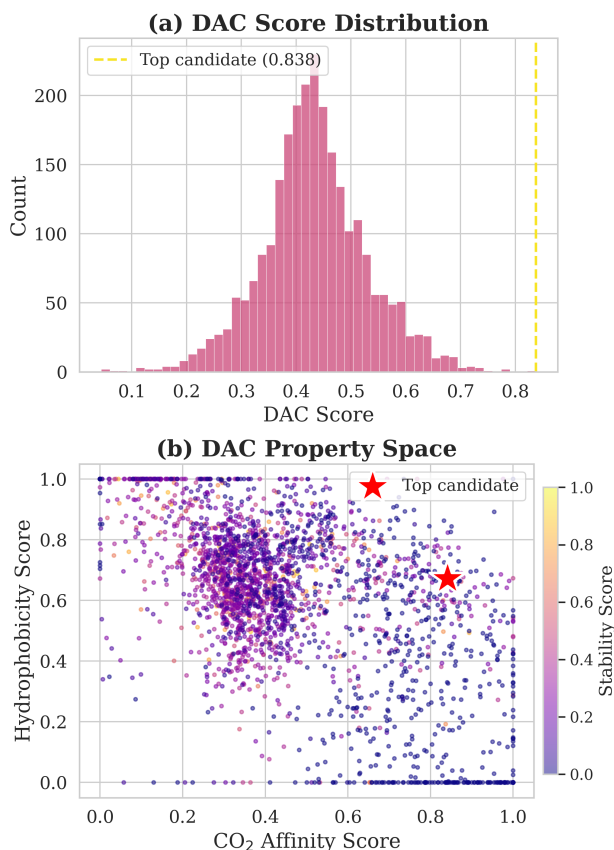 (a) DAC Score Distribution
Top candidate (0.838)
200
150
100
50
0
Count
0.1 0.2 0.3 0.4 0.5 0.6 0.7 0.8
DAC Score
(b) DAC Property Space
Top candidate
1.0
0.8
0.6
0.4
0.2
0.0
Hydrophobicity Score
0.0 0.2 0.4 0.6 0.8 1.0
CO₂ Affinity Score
1.0
0.8
0.6
0.4
0.2
0.0
Stability Score